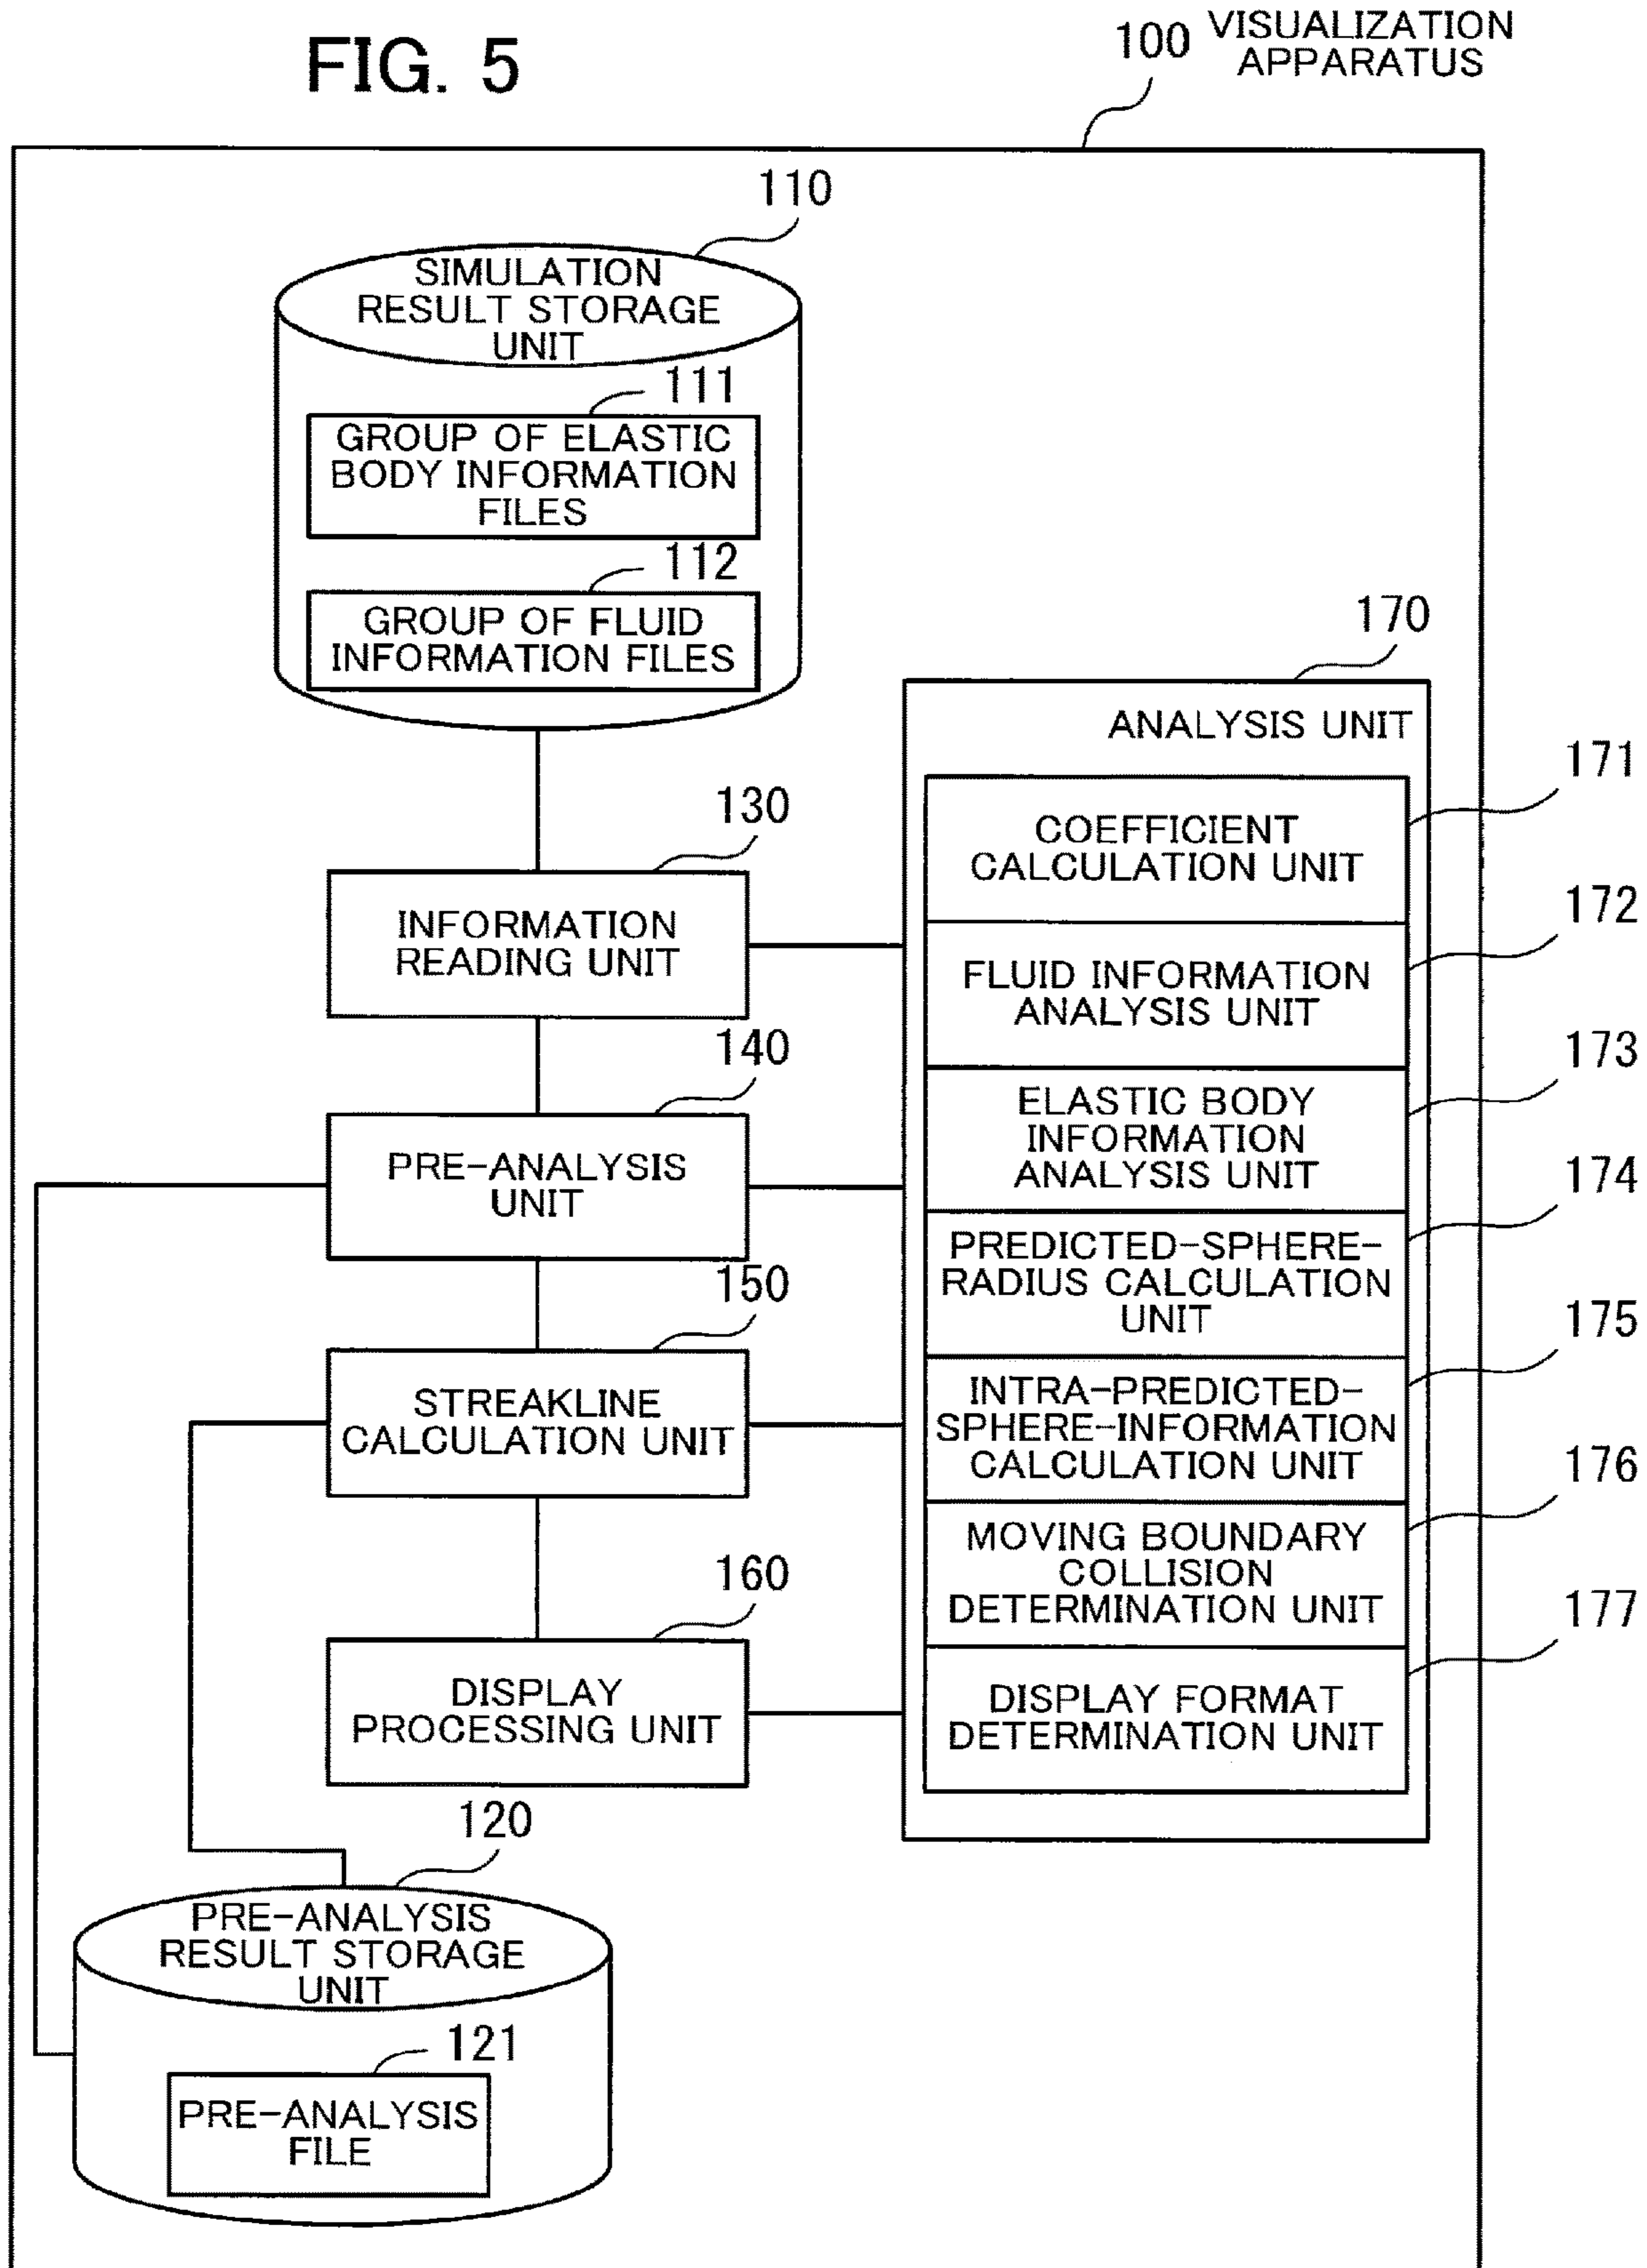 FIG. 5
100 VISUALIZATION
APPARATUS
110
SIMULATION
RESULT STORAGE
UNIT
111
GROUP OF ELASTIC
BODY INFORMATION
FILES
112
GROUP OF FLUID
INFORMATION FILES
130
INFORMATION
READING UNIT
140
PRE-ANALYSIS
UNIT
150
STREAKLINE
CALCULATION UNIT
160
DISPLAY
PROCESSING UNIT
170
ANALYSIS UNIT
171
COEFFICIENT
CALCULATION UNIT
172
FLUID INFORMATION
ANALYSIS UNIT
173
ELASTIC BODY
INFORMATION
ANALYSIS UNIT
174
PREDICTED-SPHERE-
RADIUS CALCULATION
UNIT
175
INTRA-PREDICTED-
SPHERE-INFORMATION
CALCULATION UNIT
176
MOVING BOUNDARY
COLLISION
DETERMINATION UNIT
177
DISPLAY FORMAT
DETERMINATION UNIT
120
PRE-ANALYSIS
RESULT STORAGE
UNIT
121
PRE-ANALYSIS
FILE